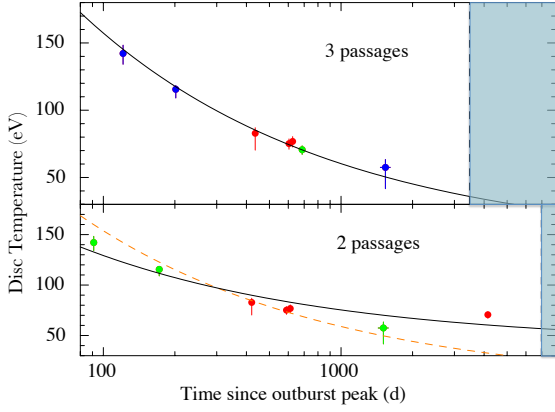 150
3 passages
100
50
Disc Temperature (eV)
150
2 passages
100
50
100
1000
Time since outburst peak (d)